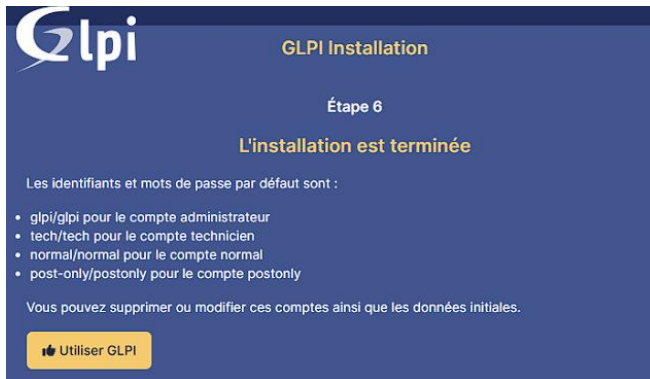 Glpi
GLPI Installation
Étape 6
L'installation est terminée
Les identifiants et mots de passe par défaut sont :
• glpi/glpi pour le compte administrateur
• tech/tech pour le compte technicien
• normal/normal pour le compte normal
• post-only/postonly pour le compte postonly
Vous pouvez supprimer ou modifier ces comptes ainsi que les données initiales.
Utiliser GLPI